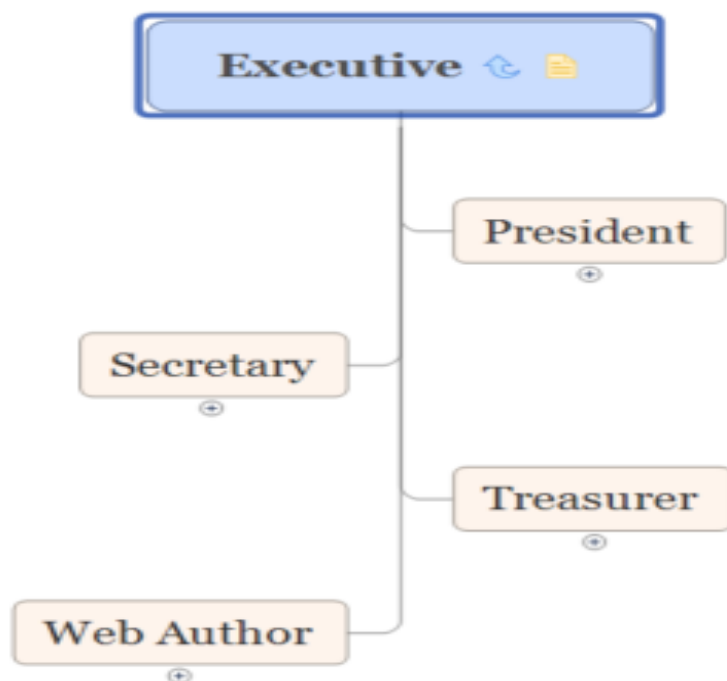 Executive
President
Secretary
Treasurer
Web Author